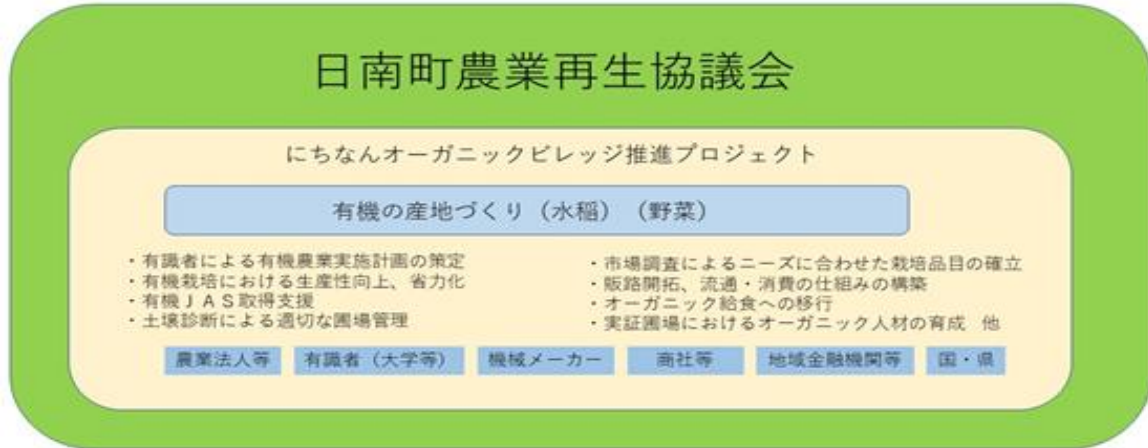 日南町農業再生協議会
にちなんオーガニックビレッジ推進プロジェクト
有機の産地づくり（水稲）（野菜）
・有識者による有機農業実施計画の策定
・有機栽培における生産性向上、省力化
・有機ＪＡＳ取得支援
・土壌診断による適切な圃場管理
・市場調査によるニーズに合わせた栽培品目の確立
・販路開拓、流通・消費の仕組みの構築
・オーガニック給食への移行
・実証圃場におけるオーガニック人材の育成　他
農業法人等　有識者（大学等）　機械メーカー　商社等　地域金融機関等　国・県